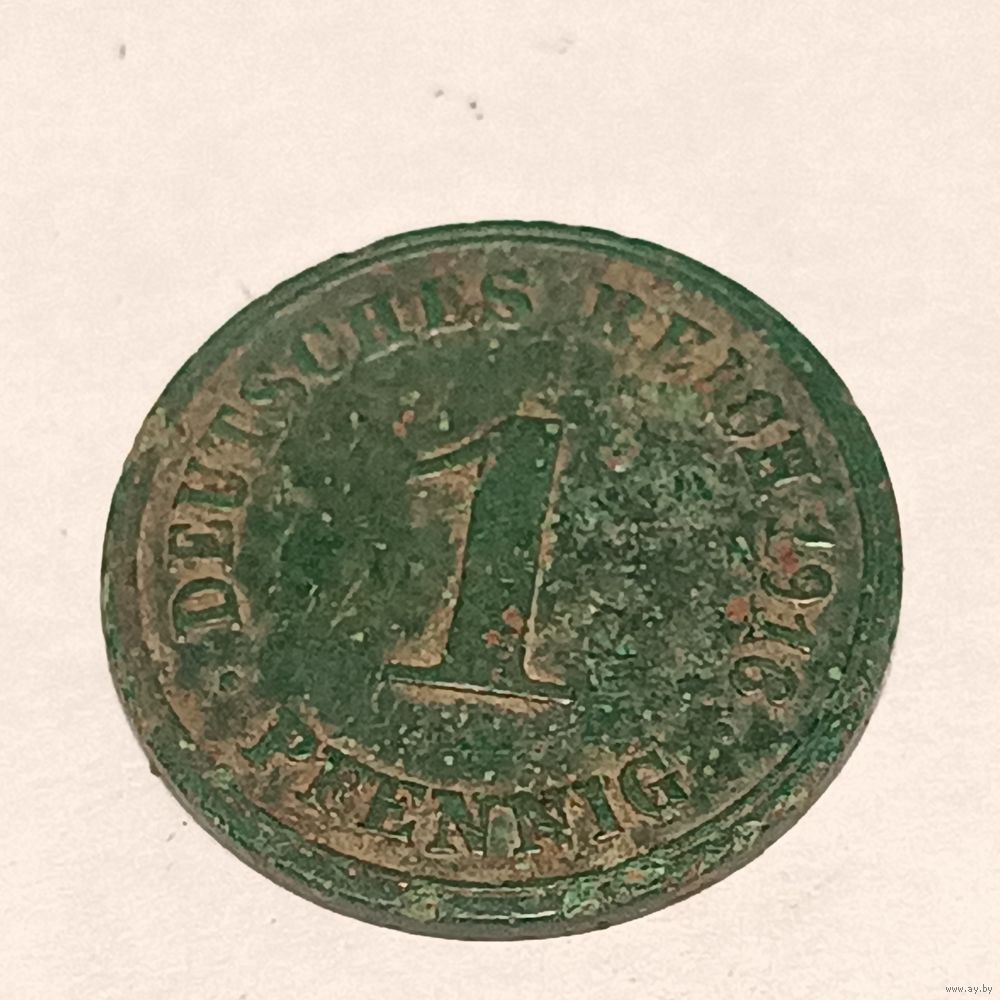 DEUTSCHES REICH 1916
1
PFENNIG
www.ay.by